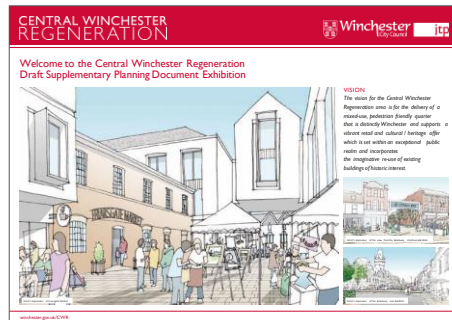 CENTRAL WINCHESTER
REGENERATION
Winchester
City Council
jtp
Welcome to the Central Winchester Regeneration
Draft Supplementary Planning Document Exhibition
VISION
The vision for the Central Winchester
Regeneration area is for the delivery of a
mixed-use, pedestrian friendly quarter
that is distinctly Winchester and supports a
vibrant retail and cultural / heritage offer
which is set within an exceptional public
realm and incorporates
the imaginative re-use of existing
buildings of historic interest.
winchester.gov.uk/CWR